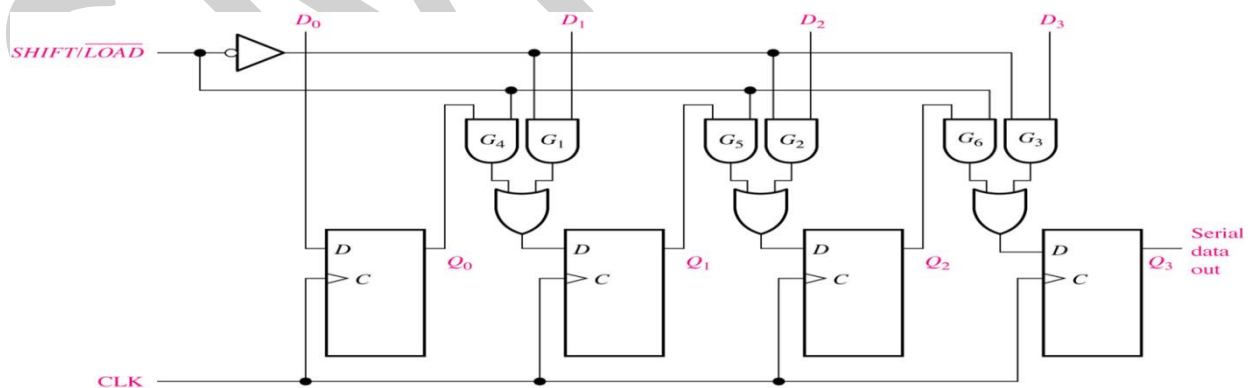 D₀ D₁ D₂ D₃
SHIFT/L̅O̅A̅D̅
G₄ G₁ G₅ G₂ G₆ G₃
D D D D
Q₀ Q₁ Q₂ Q₃
C C C C
Serial
data
out
CLK